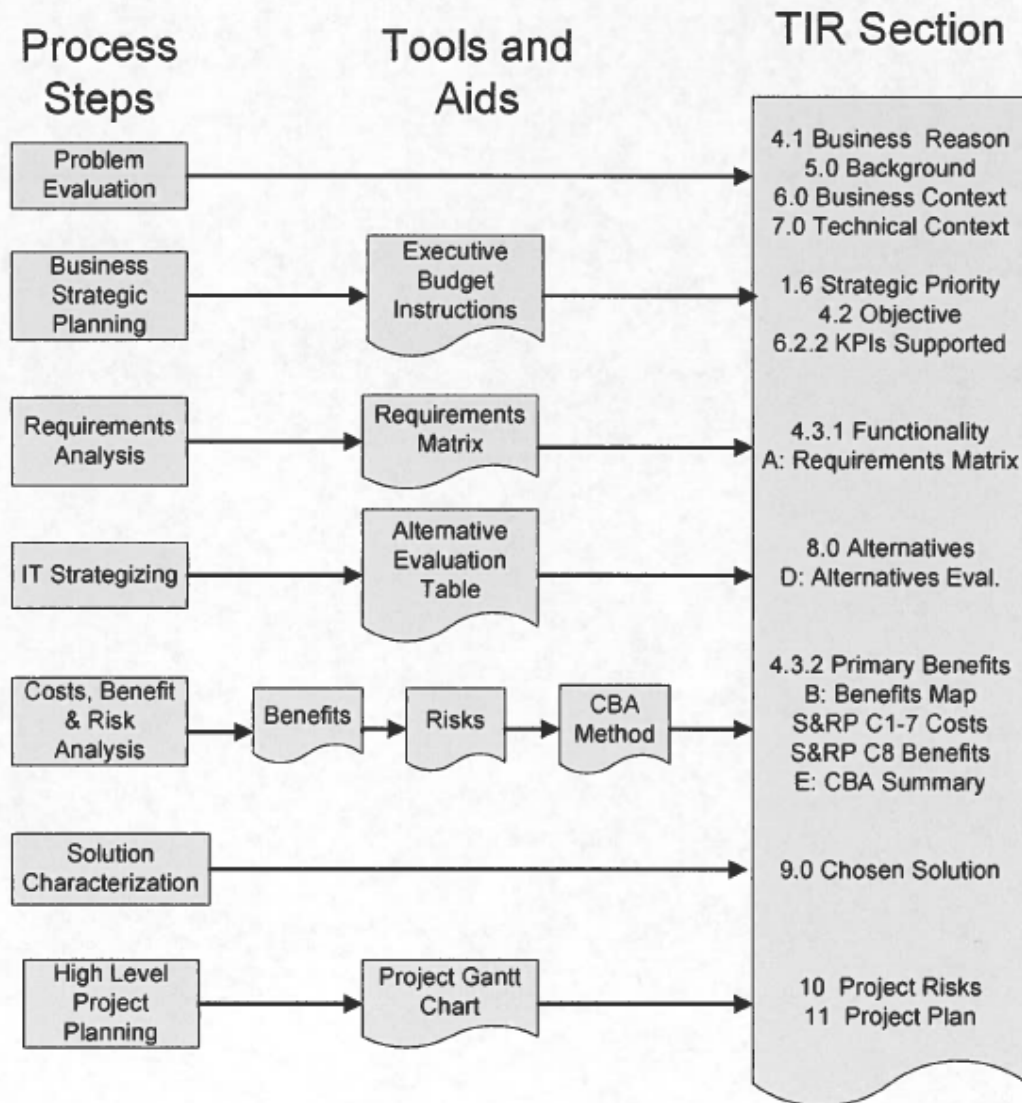 Process
Steps
Tools and
Aids
TIR Section
Problem
Evaluation
4.1 Business Reason
5.0 Background
6.0 Business Context
7.0 Technical Context
Business
Strategic
Planning
Executive
Budget
Instructions
1.6 Strategic Priority
4.2 Objective
6.2.2 KPIs Supported
Requirements
Analysis
Requirements
Matrix
4.3.1 Functionality
A: Requirements Matrix
IT Strategizing
Alternative
Evaluation
Table
8.0 Alternatives
D: Alternatives Eval.
Costs, Benefit
& Risk
Analysis
Benefits
Risks
CBA
Method
4.3.2 Primary Benefits
B: Benefits Map
S&RP C1-7 Costs
S&RP C8 Benefits
E: CBA Summary
Solution
Characterization
9.0 Chosen Solution
High Level
Project
Planning
Project Gantt
Chart
10 Project Risks
11 Project Plan